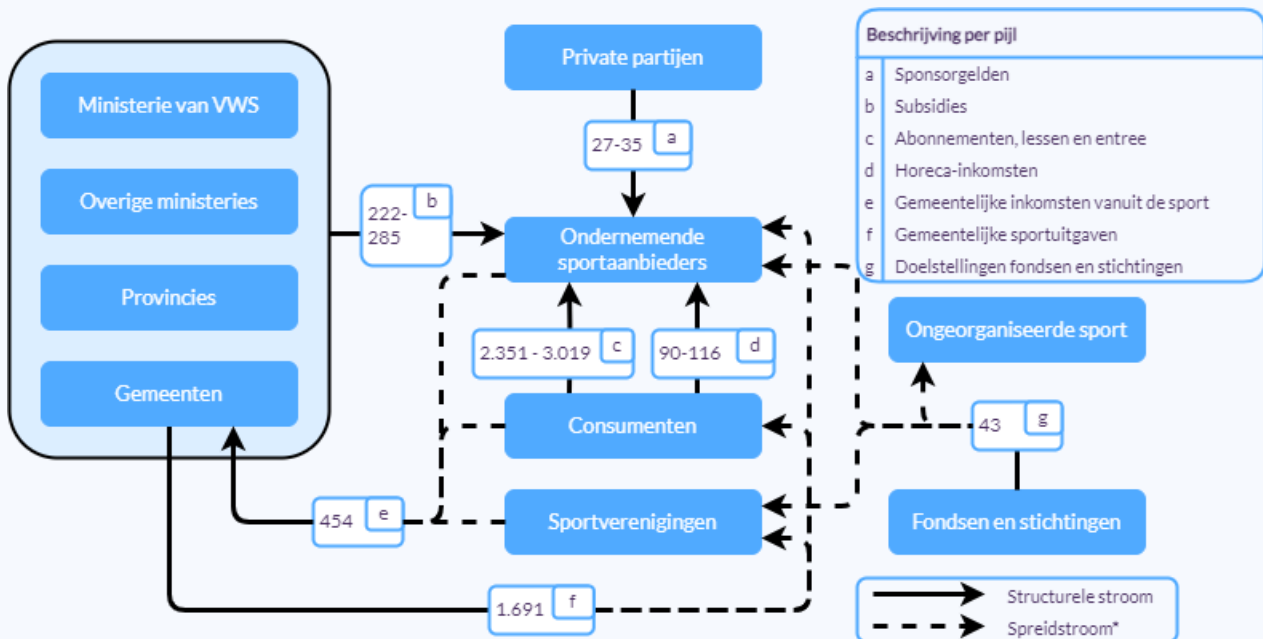 Ministerie van VWS
Overige ministeries
Provincies
Gemeenten
Private partijen
27-35 a
222-
285 b
Ondernemende
sportaanbieders
2.351 - 3.019 c
90-116 d
Consumenten
Sportverenigingen
454 e
1.691 f
Beschrijving per pijl
a Sponsorgelden
b Subsidies
c Abonnementen, lessen en entree
d Horeca-inkomsten
e Gemeentelijke inkomsten vanuit de sport
f Gemeentelijke sportuitgaven
g Doelstellingen fondsen en stichtingen
Ongeorganiseerde sport
43 g
Fondsen en stichtingen
Structurele stroom
Spreidstroom*